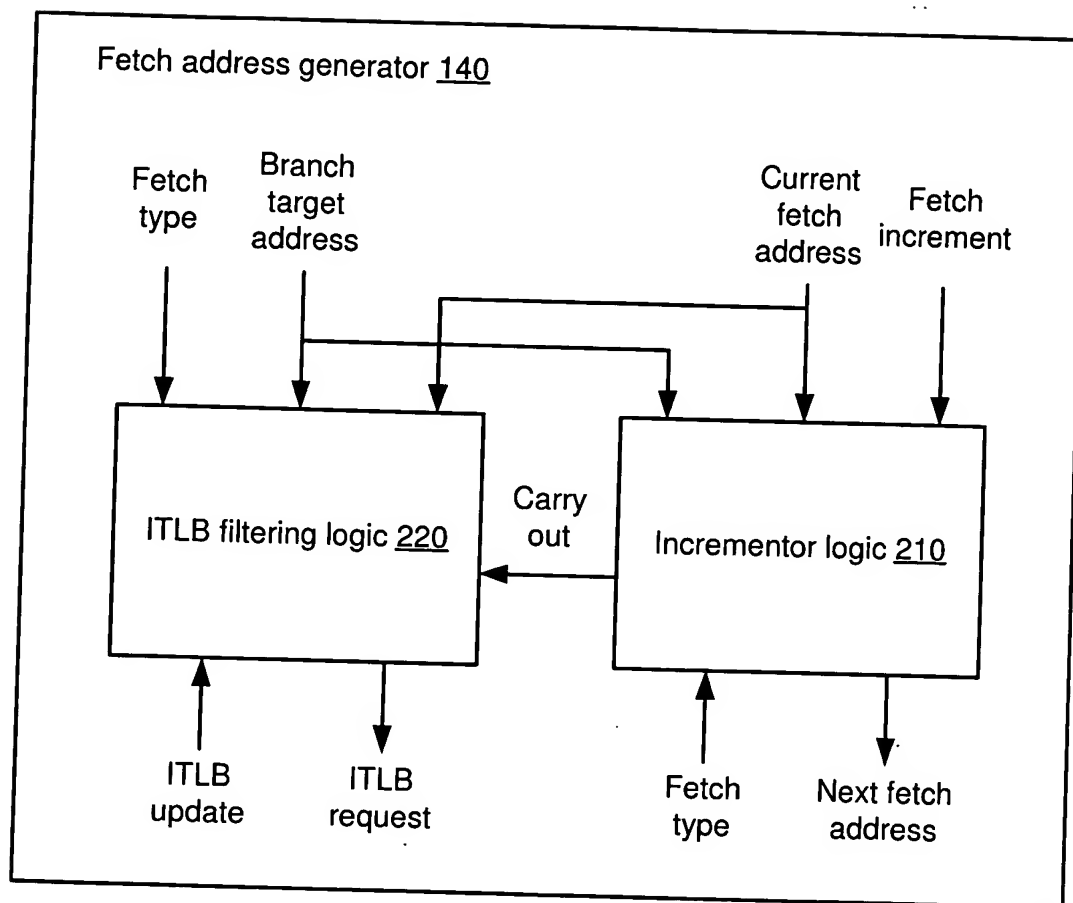 Fetch address generator 140
Fetch
type
Branch
target
address
Current
fetch
address
Fetch
increment
ITLB filtering logic 220
Carry
out
Incrementor logic 210
ITLB
update
ITLB
request
Fetch
type
Next fetch
address